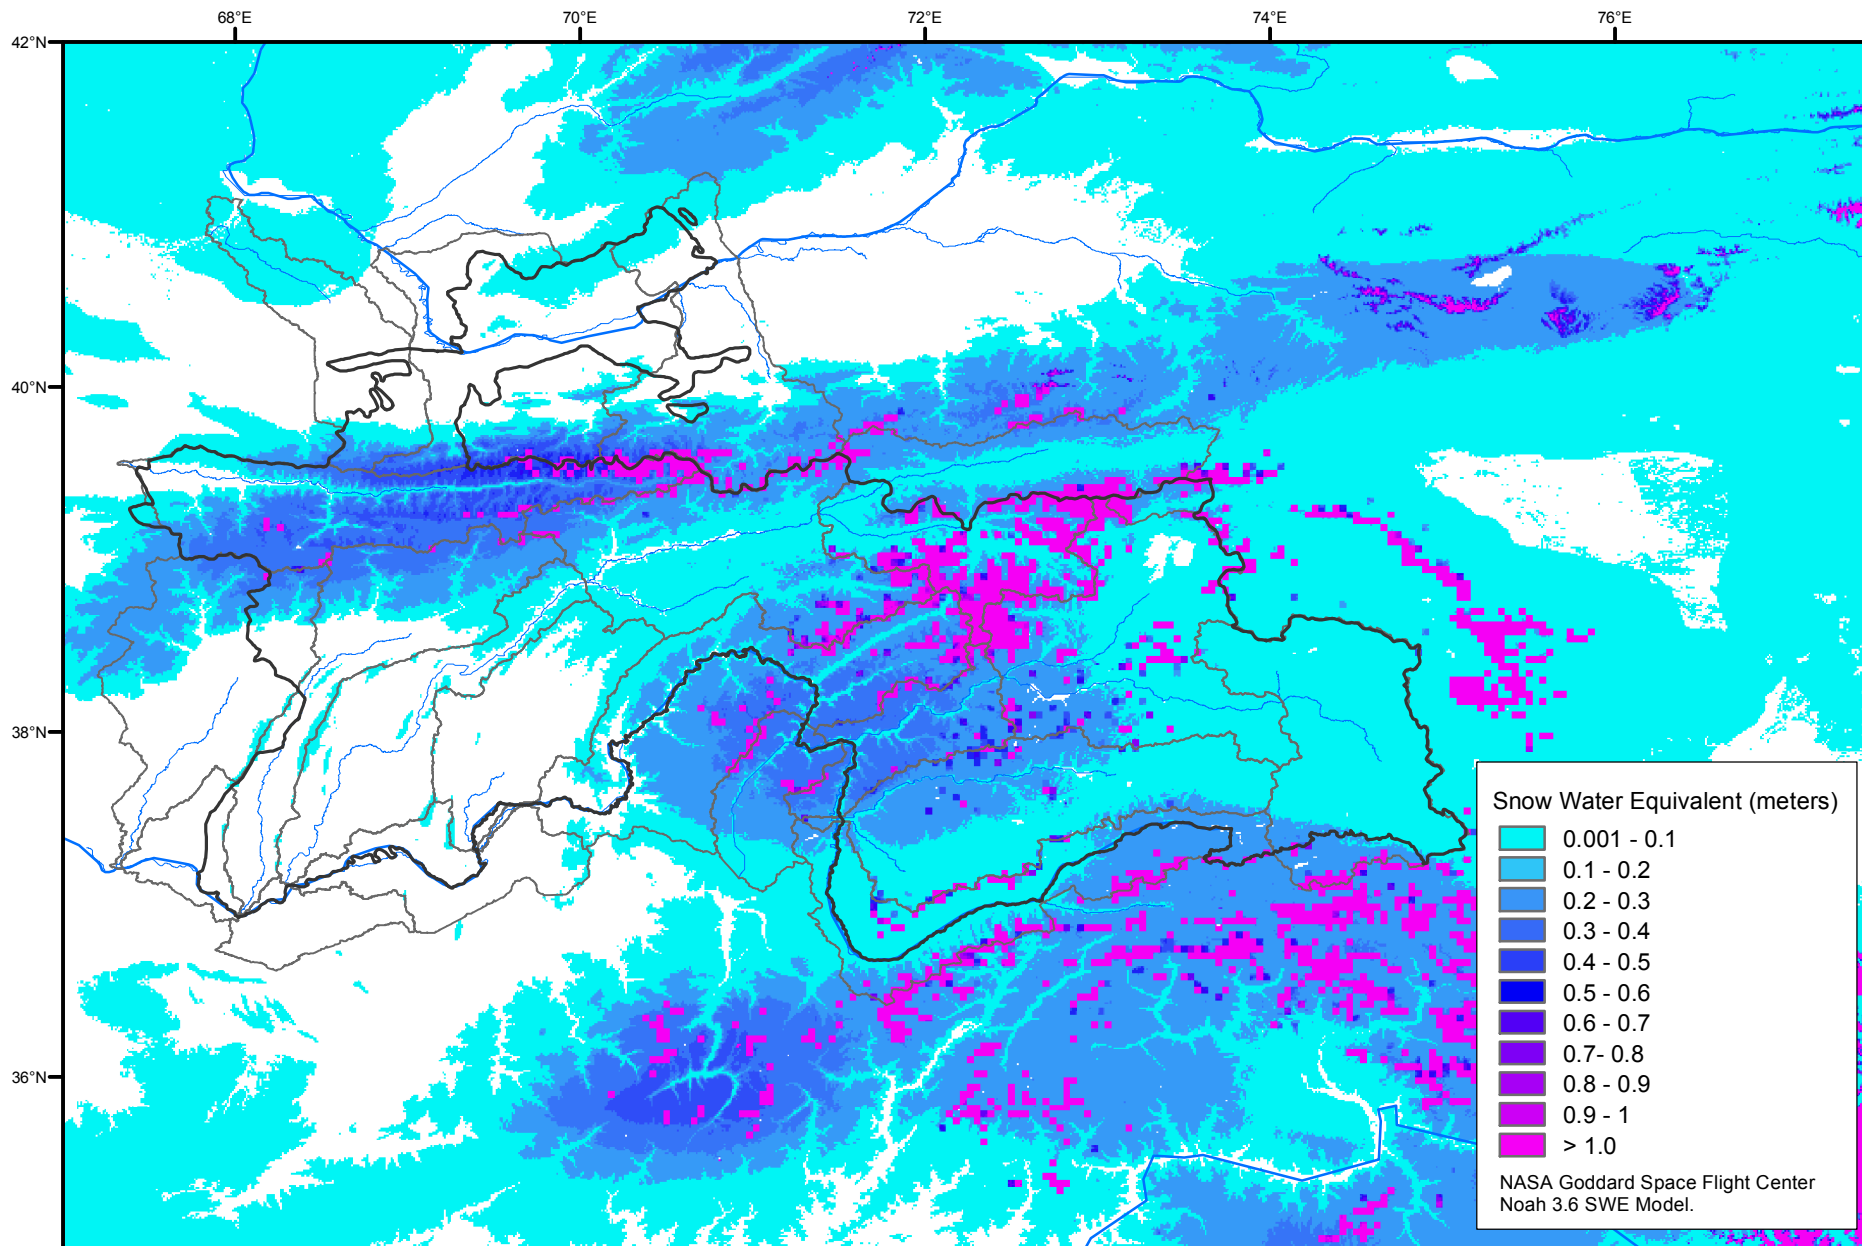 68°E
70°E
72°E
74°E
76°E
42°N
40°N
38°N
36°N
Snow Water Equivalent (meters)
0.001 - 0.1
0.1 - 0.2
0.2 - 0.3
0.3 - 0.4
0.4 - 0.5
0.5 - 0.6
0.6 - 0.7
0.7- 0.8
0.8 - 0.9
0.9 - 1
> 1.0
NASA Goddard Space Flight Center
Noah 3.6 SWE Model.